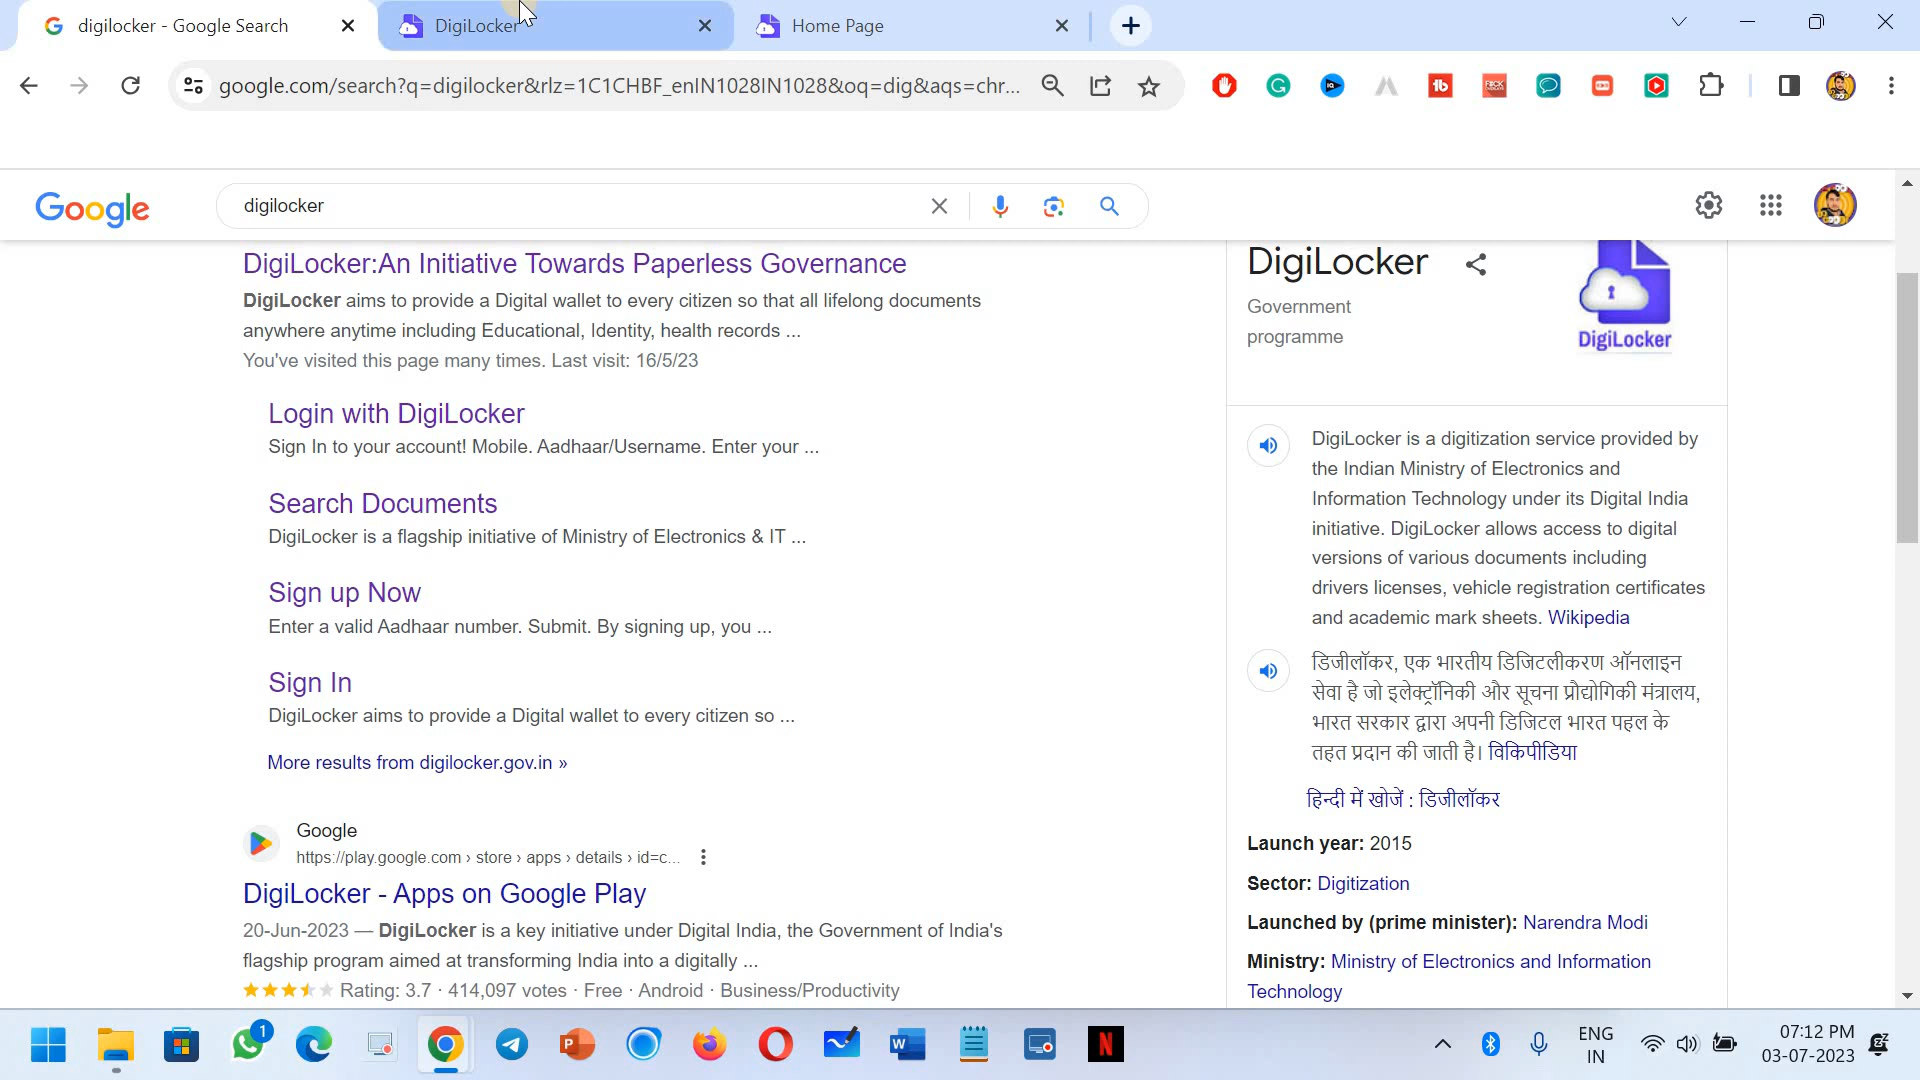 digilocker - Google Search
DigiLocker
Home Page
google.com/search?q=digilocker&rlz=1C1CHBF_enIN1028IN1028&oq=dig&aqs=chr...
Google
digilocker
DigiLocker:An Initiative Towards Paperless Governance
DigiLocker aims to provide a Digital wallet to every citizen so that all lifelong documents
anywhere anytime including Educational, Identity, health records ...
You've visited this page many times. Last visit: 16/5/23
Login with DigiLocker
Sign In to your account! Mobile. Aadhaar/Username. Enter your ...
Search Documents
DigiLocker is a flagship initiative of Ministry of Electronics & IT ...
Sign up Now
Enter a valid Aadhaar number. Submit. By signing up, you ...
Sign In
DigiLocker aims to provide a Digital wallet to every citizen so ...
More results from digilocker.gov.in »
Google
https://play.google.com › store › apps › details › id=c...
DigiLocker - Apps on Google Play
20-Jun-2023 — DigiLocker is a key initiative under Digital India, the Government of India's
flagship program aimed at transforming India into a digitally ...
Rating: 3.7 · 414,097 votes · Free · Android · Business/Productivity
DigiLocker
Government
programme
DigiLocker
DigiLocker is a digitization service provided by
the Indian Ministry of Electronics and
Information Technology under its Digital India
initiative. DigiLocker allows access to digital
versions of various documents including
drivers licenses, vehicle registration certificates
and academic mark sheets. Wikipedia
डिजीलॉकर, एक भारतीय डिजिटलीकरण ऑनलाइन
सेवा है जो इलेक्ट्रॉनिकी और सूचना प्रौद्योगिकी मंत्रालय,
भारत सरकार द्वारा अपनी डिजिटल भारत पहल के
तहत प्रदान की जाती है। विकिपीडिया
हिन्दी में खोजें : डिजीलॉकर
Launch year: 2015
Sector: Digitization
Launched by (prime minister): Narendra Modi
Ministry: Ministry of Electronics and Information
Technology
1
ENG
IN
07:12 PM
03-07-2023